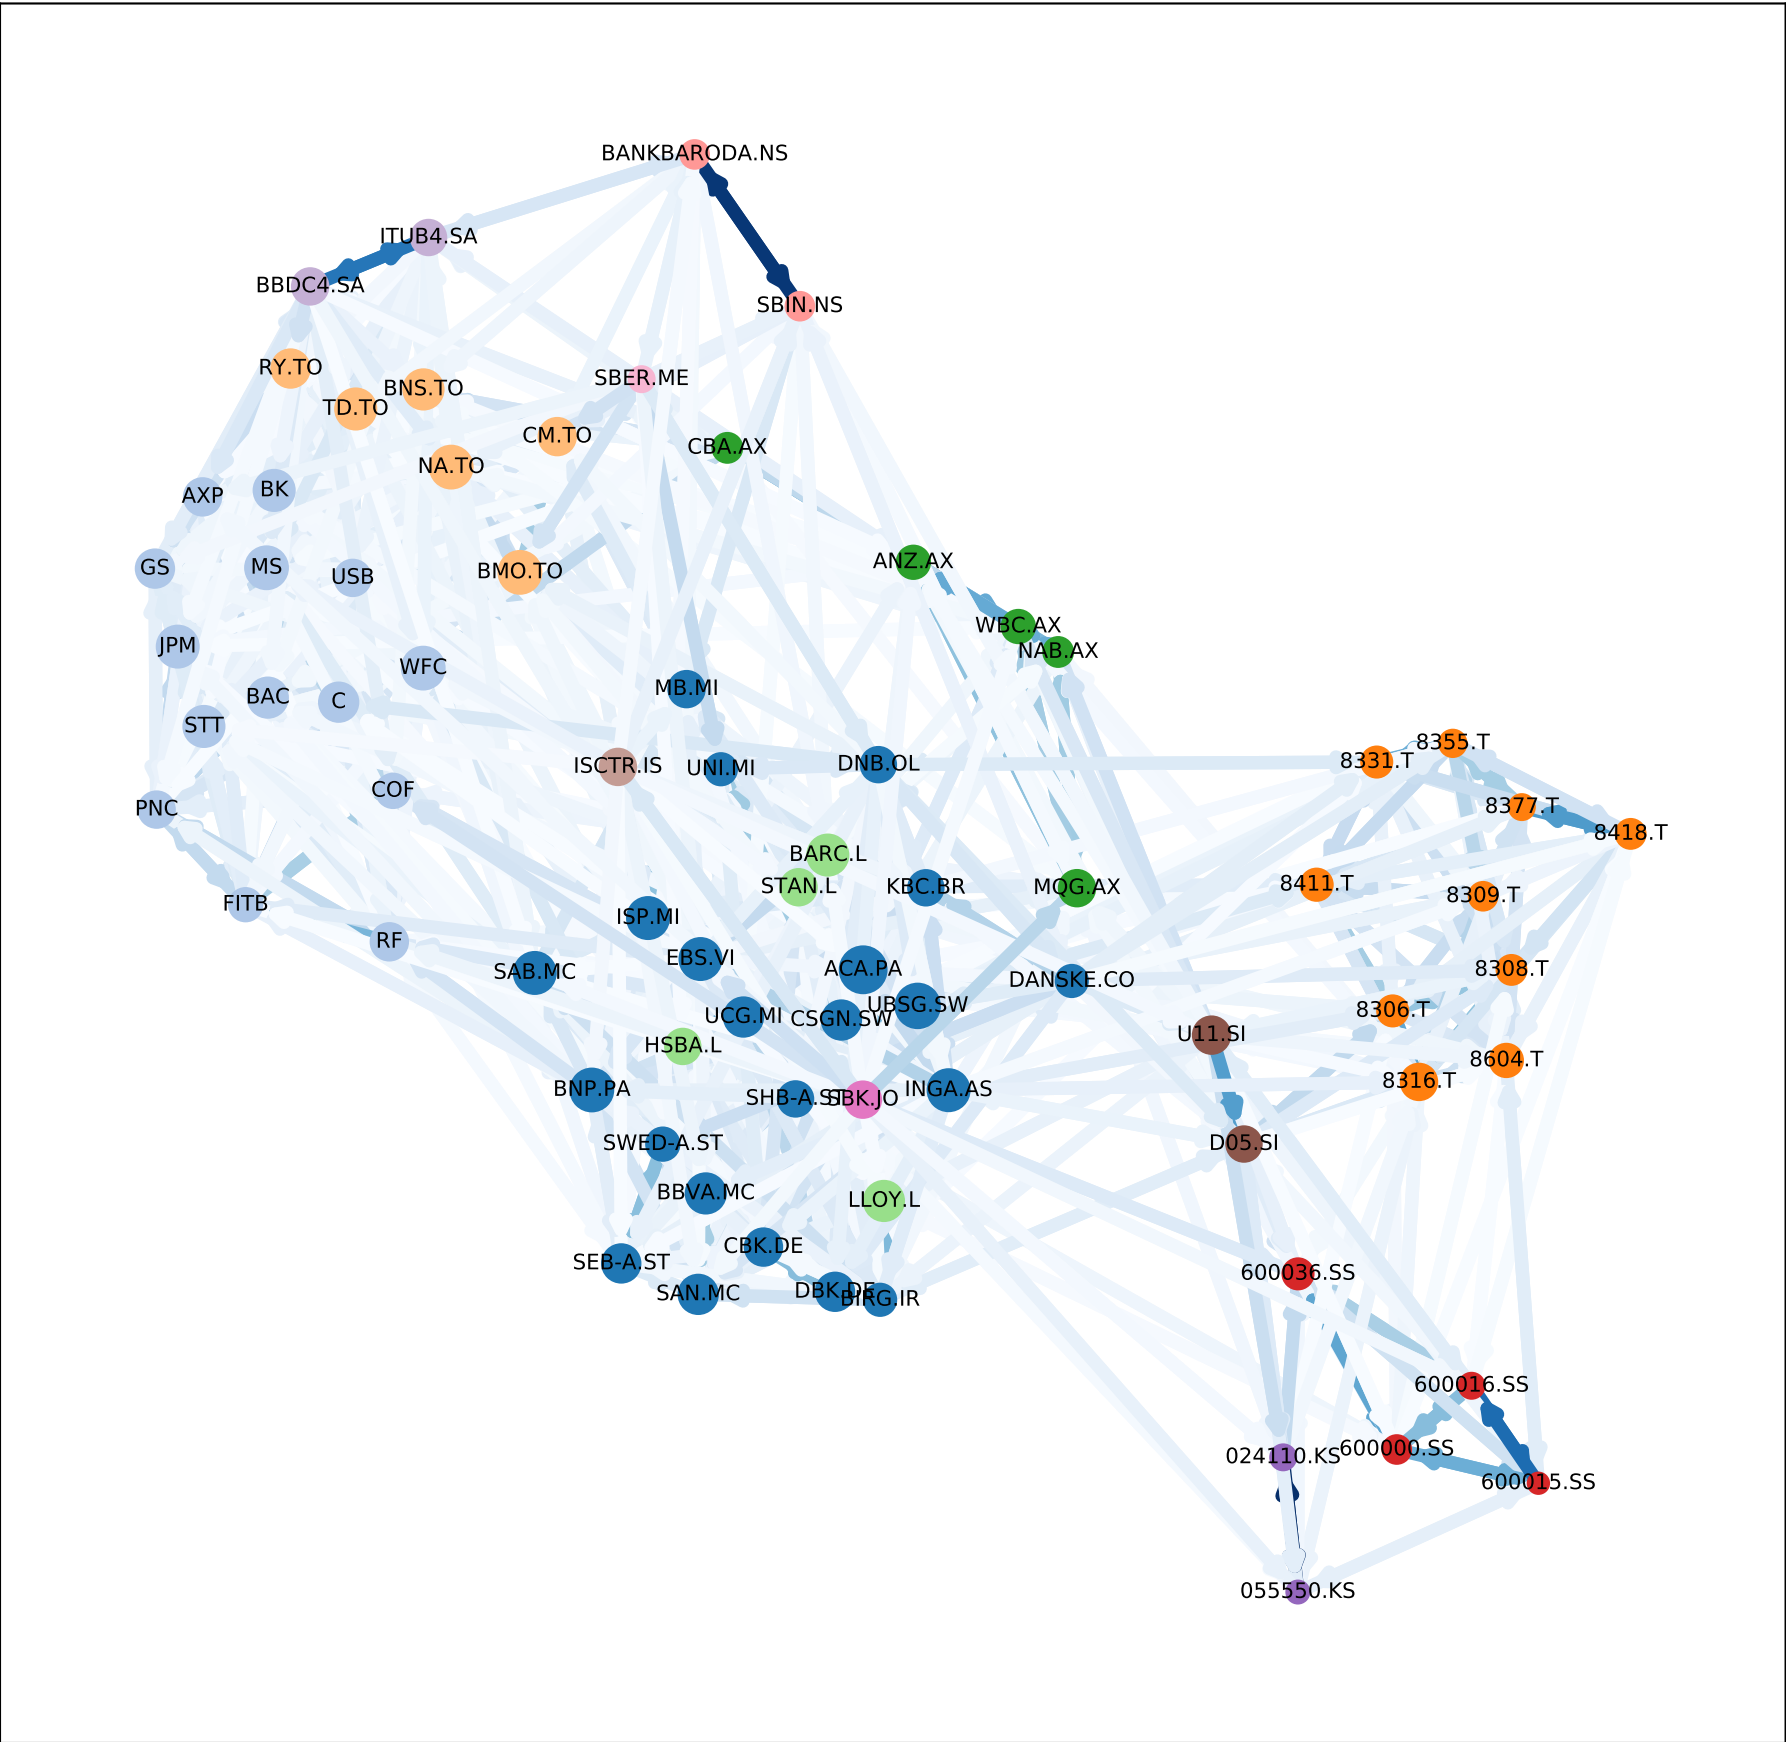 BANKBARODA.NS
ITUB4.SA
BBDC4.SA
SBIN.NS
RY.TO
SBER.ME
BNS.TO
TD.TO
CM.TO
CBA.AX
NA.TO
BK
AXP
ANZ.AX
GS
MS
USB
BMO.TO
WBC.AX
NAB.AX
JPM
WFC
MB.MI
BAC
C
STT
8355.T
8331.T
ISCTR.IS
UNI.MI
DNB.OL
COF
PNC
8377.T
8418.T
BARC.L
STAN.L
KBC.BR
MQG.AX
8411.T
8309.T
FITB
ISP.MI
RF
EBS.VI
SAB.MC
ACA.PA
DANSKE.CO
8308.T
UBSG.SW
UCG.MI
CSGN.SW
8306.T
U11.SI
HSBA.L
8604.T
BNP.PA
SHB-A.ST
SBK.JO
INGA.AS
8316.T
SWED-A.ST
D05.SI
BBVA.MC
LLOY.L
CBK.DE
SEB-A.ST
SAN.MC
DBK.DE
BIRG.IR
600036.SS
600016.SS
024110.KS
600000.SS
600015.SS
055550.KS